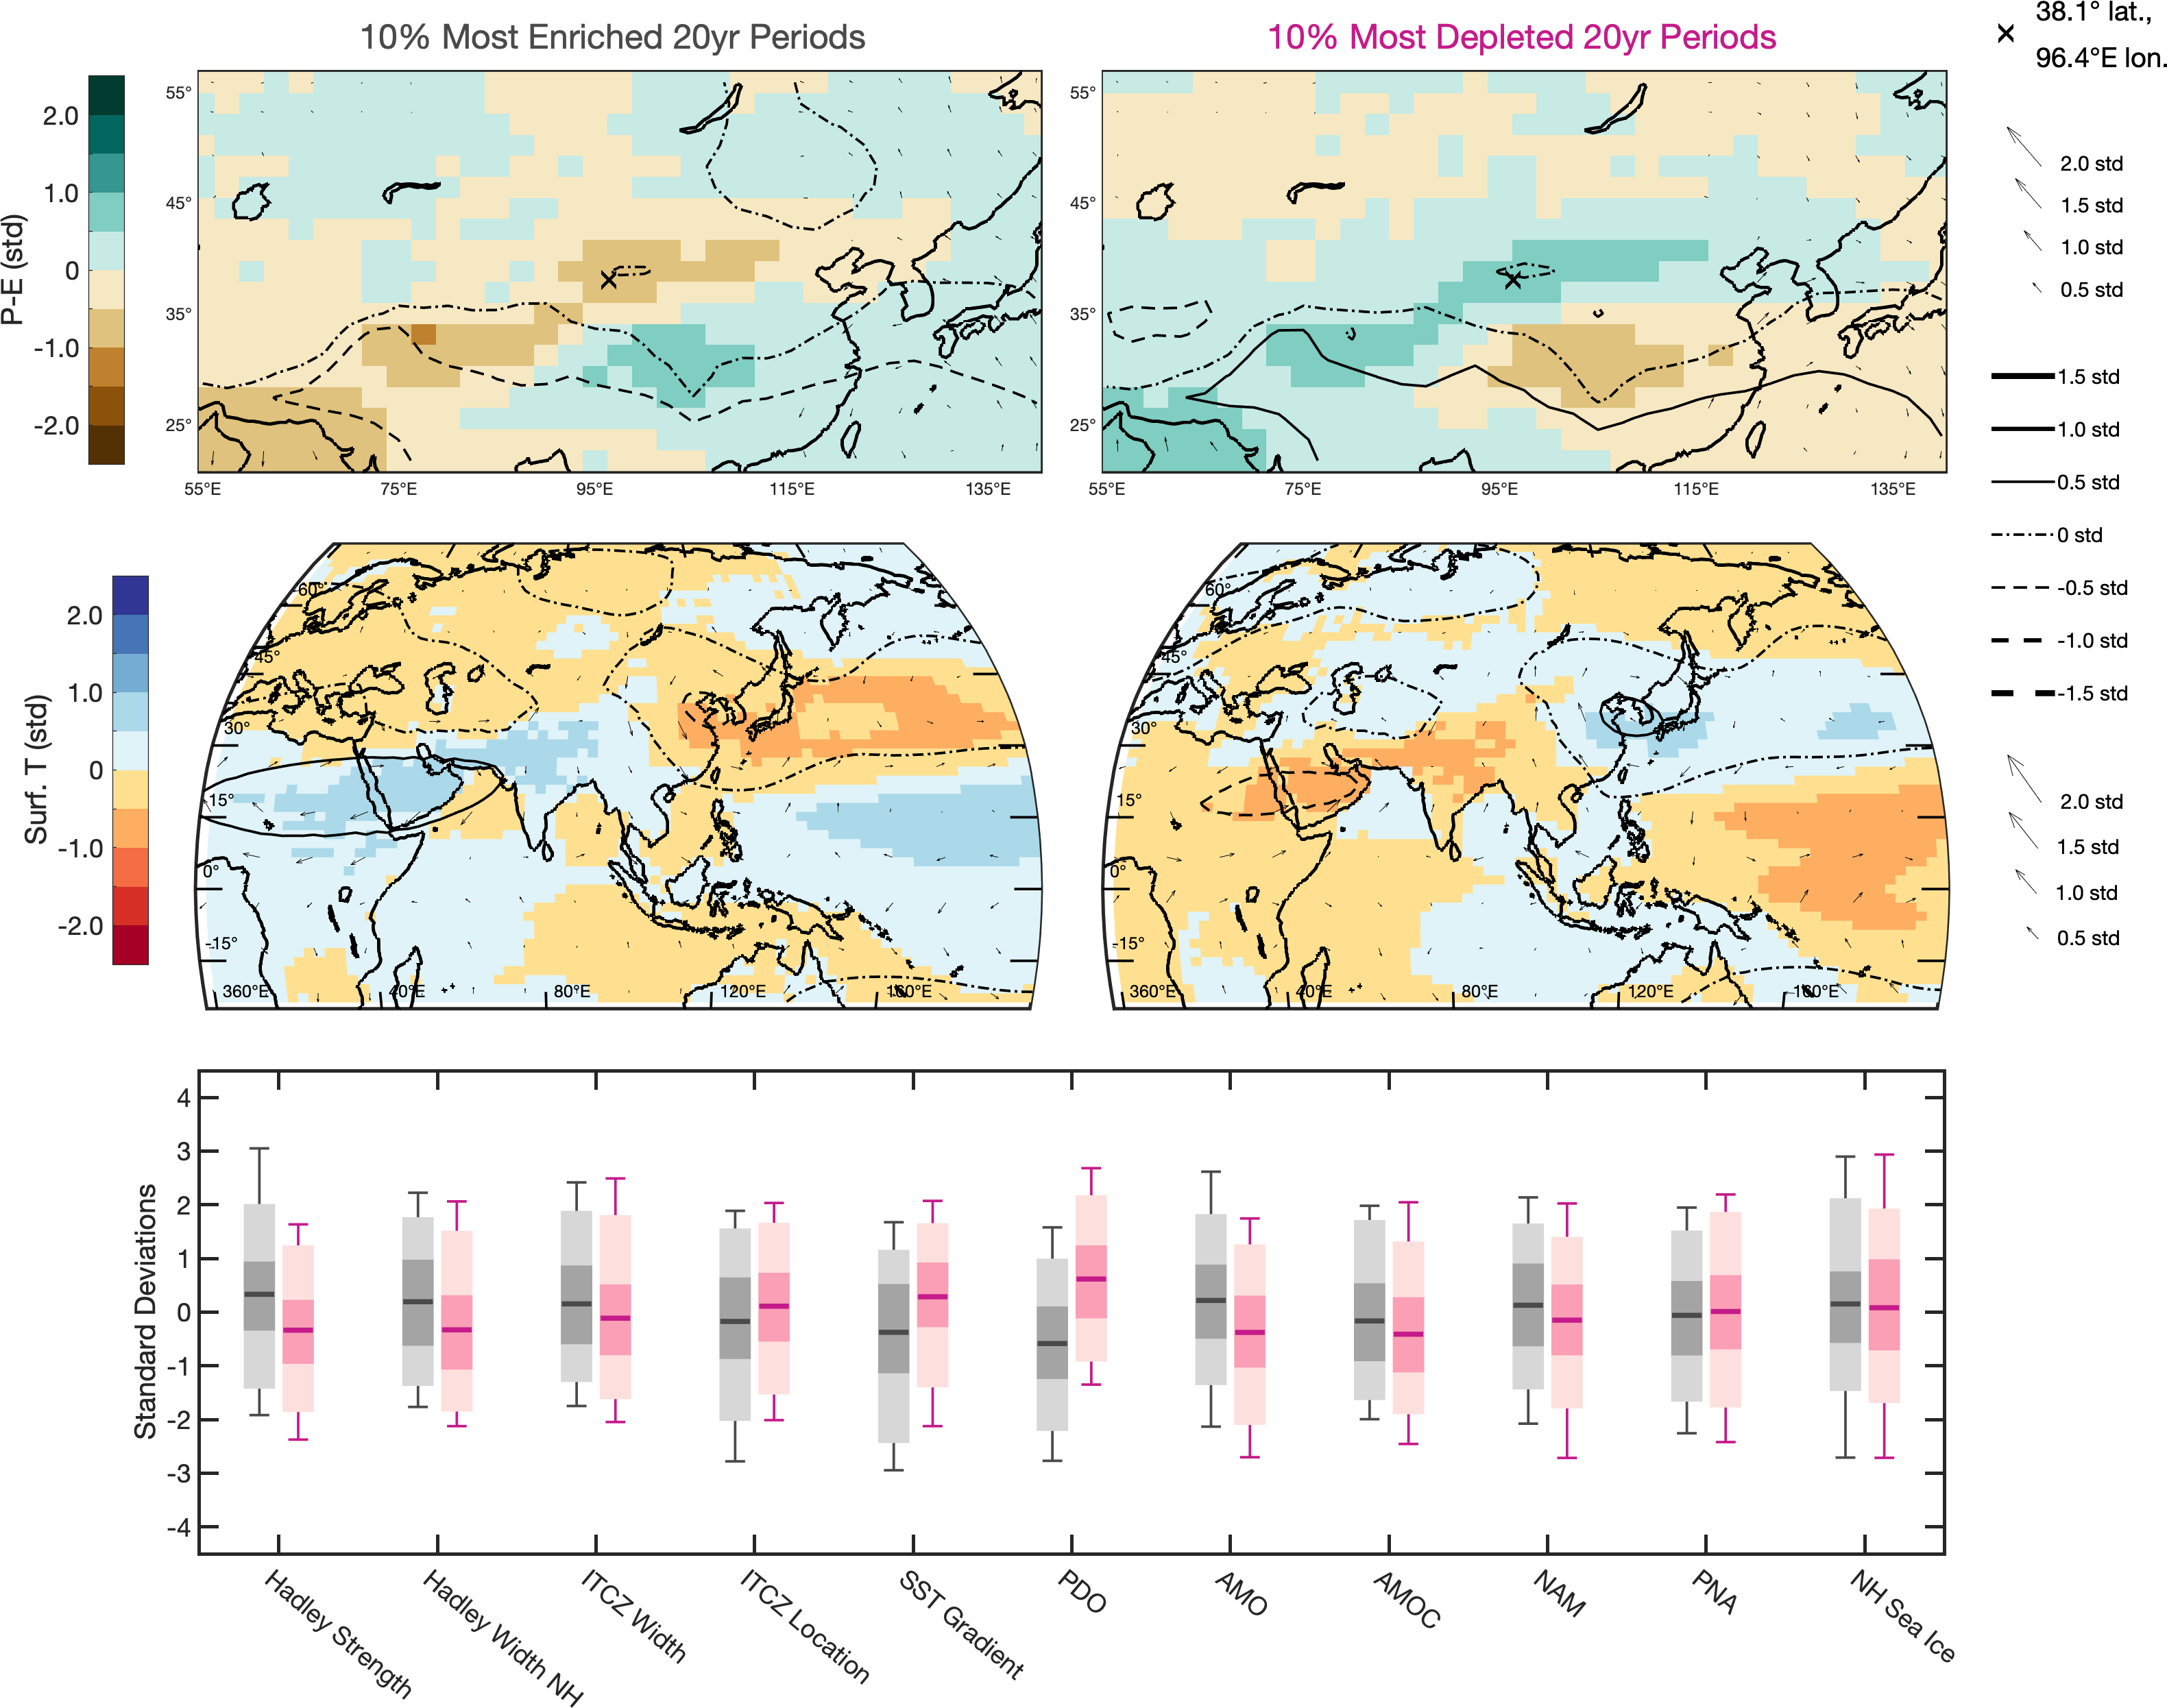 10% Most Enriched 20yr Periods
10% Most Depleted 20yr Periods
38.1° lat.,
96.4°E lon.
P-E (std)
2.0
1.0
0
-1.0
-2.0
55°
45°
35°
25°
55°E
75°E
95°E
115°E
135°E
55°
45°
35°
25°
55°E
75°E
95°E
115°E
135°E
2.0 std
1.5 std
1.0 std
0.5 std
1.5 std
1.0 std
0.5 std
0 std
-0.5 std
-1.0 std
-1.5 std
Surf. T (std)
2.0
1.0
0
-1.0
-2.0
60°
45°
30°
15°
0°
-15°
360°E
40°E
80°E
120°E
160°E
60°
45°
30°
15°
0°
-15°
360°E
40°E
80°E
120°E
160°E
2.0 std
1.5 std
1.0 std
0.5 std
Standard Deviations
4
3
2
1
0
-1
-2
-3
-4
Hadley Strength
Hadley Width NH
ITCZ Width
ITCZ Location
SST Gradient
PDO
AMO
AMOC
NAM
PNA
NH Sea Ice